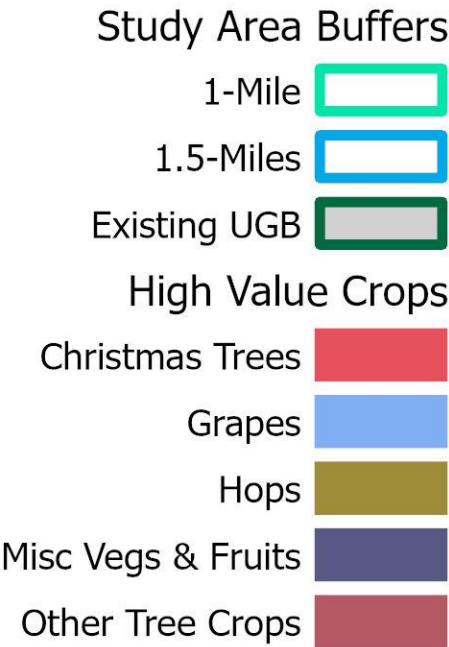 Study Area Buffers
1-Mile
1.5-Miles
Existing UGB
High Value Crops
Christmas Trees
Grapes
Hops
Misc Vegs & Fruits
Other Tree Crops